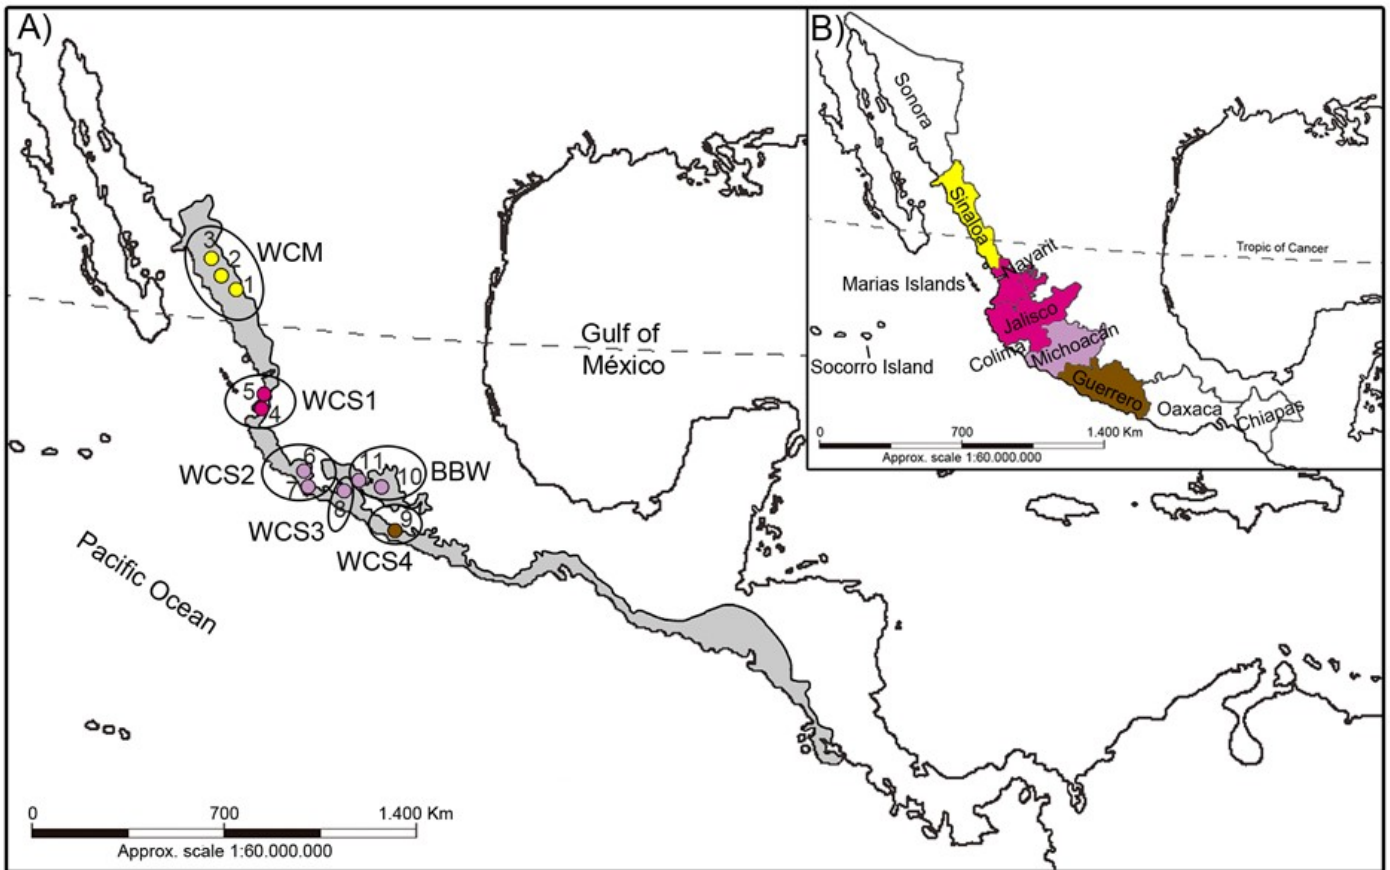 A)
3
2
1
WCM
5
4
WCS1
WCS2
6
7
11
10
BBW
WCS3
8
9
WCS4
Gulf of
México
Pacific Ocean
0 700 1.400 Km
Approx. scale 1:60.000.000
B)
Sonora
Sinaloa
Tropic of Cancer
Nayarit
Marias Islands
Jalisco
Colima
Michoacán
Socorro Island
Guerrero
Oaxaca
Chiapas
0 700 1.400 Km
Approx. scale 1:60.000.000